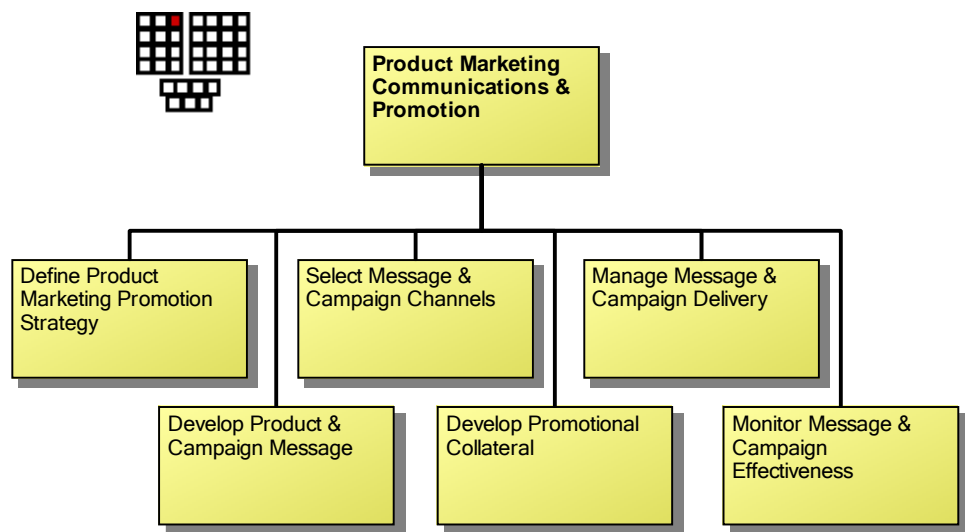 Product Marketing
Communications &
Promotion
Define Product
Marketing Promotion
Strategy
Select Message &
Campaign Channels
Manage Message &
Campaign Delivery
Develop Product &
Campaign Message
Develop Promotional
Collateral
Monitor Message &
Campaign
Effectiveness